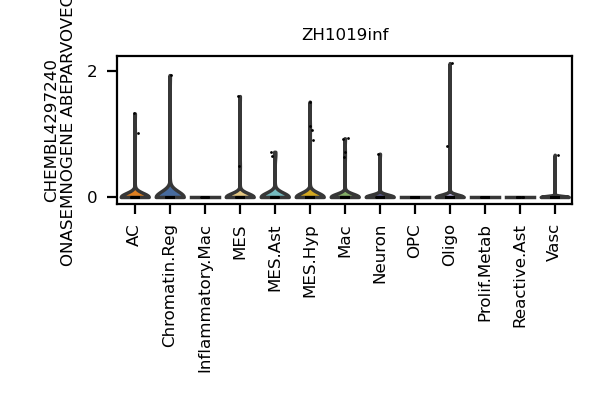 ZH1019inf
CHEMBL4297240
ONASEMNOGENE
2
0
AC
Chromatin.Reg
Inflammatory.Mac
MES
MES.Ast
MES.Hyp
Mac
Neuron
OPC
Oligo
Prolif.Metab
Reactive.Ast
Vasc